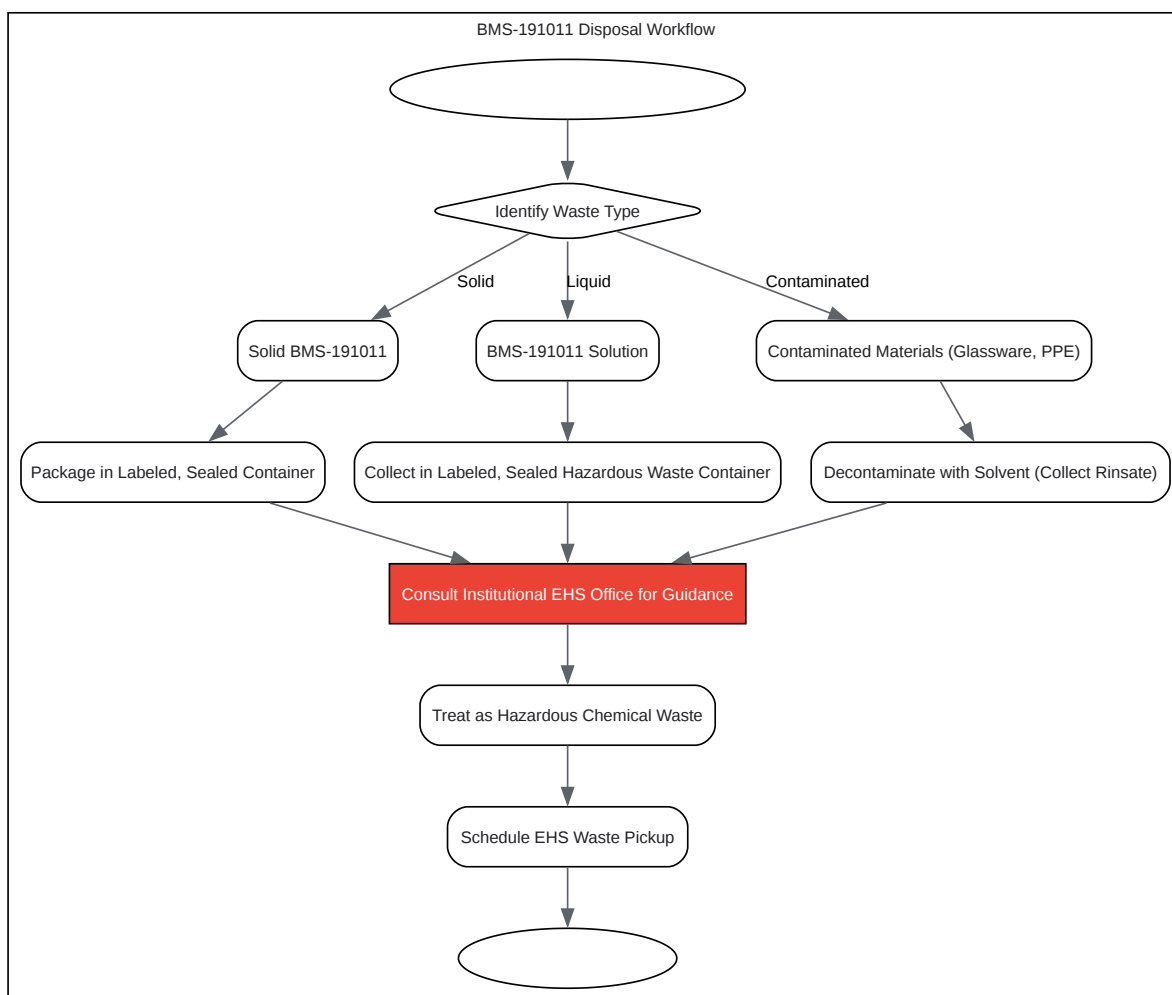 BMS-191011 Disposal Workflow
Identify Waste Type
Solid
Liquid
Contaminated
Solid BMS-191011
BMS-191011 Solution
Contaminated Materials (Glassware, PPE)
Package in Labeled, Sealed Container
Collect in Labeled, Sealed Hazardous Waste Container
Decontaminate with Solvent (Collect Rinsate)
Consult Institutional EHS Office for Guidance
Treat as Hazardous Chemical Waste
Schedule EHS Waste Pickup